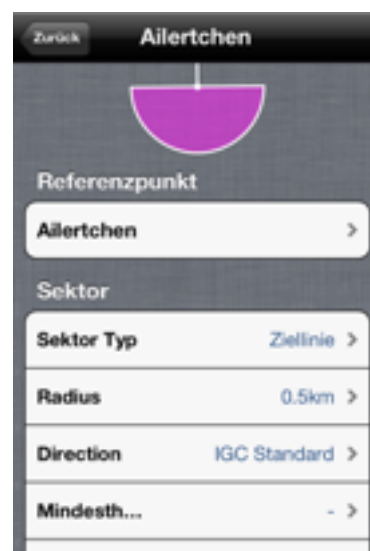 Zurück Ailertchen
Referenzpunkt
Ailertchen
Sektor
Sektor Typ Ziellinie
Radius 0.5km
Direction IGC Standard
Mindesth... -